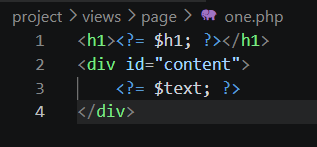 project > views > page > one.php
1 <h1><?= $h1; ?></h1>
2 <div id="content">
3     <?= $text; ?>
4 </div>